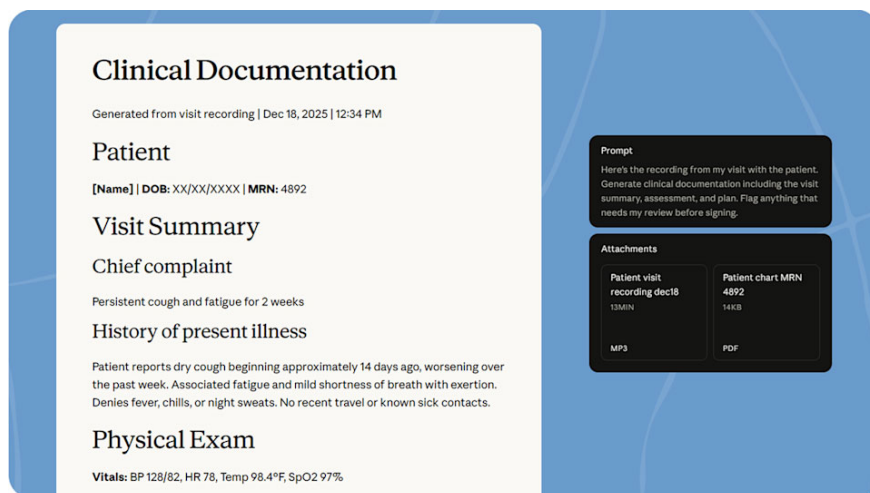 Clinical Documentation
Generated from visit recording | Dec 18, 2025 | 12:34 PM
Patient
[Name] | DOB: XX/XX/XXXX | MRN: 4892
Visit Summary
Chief complaint
Persistent cough and fatigue for 2 weeks
History of present illness
Patient reports dry cough beginning approximately 14 days ago, worsening over
the past week. Associated fatigue and mild shortness of breath with exertion.
Denies fever, chills, or night sweats. No recent travel or known sick contacts.
Physical Exam
Vitals: BP 128/82, HR 78, Temp 98.4°F, SpO2 97%
Prompt
Here's the recording from my visit with the patient.
Generate clinical documentation including the visit
summary, assessment, and plan. Flag anything that
needs my review before signing.
Attachments
Patient visit
recording dec18
13MIN
MP3
Patient chart MRN
4892
14KB
PDF